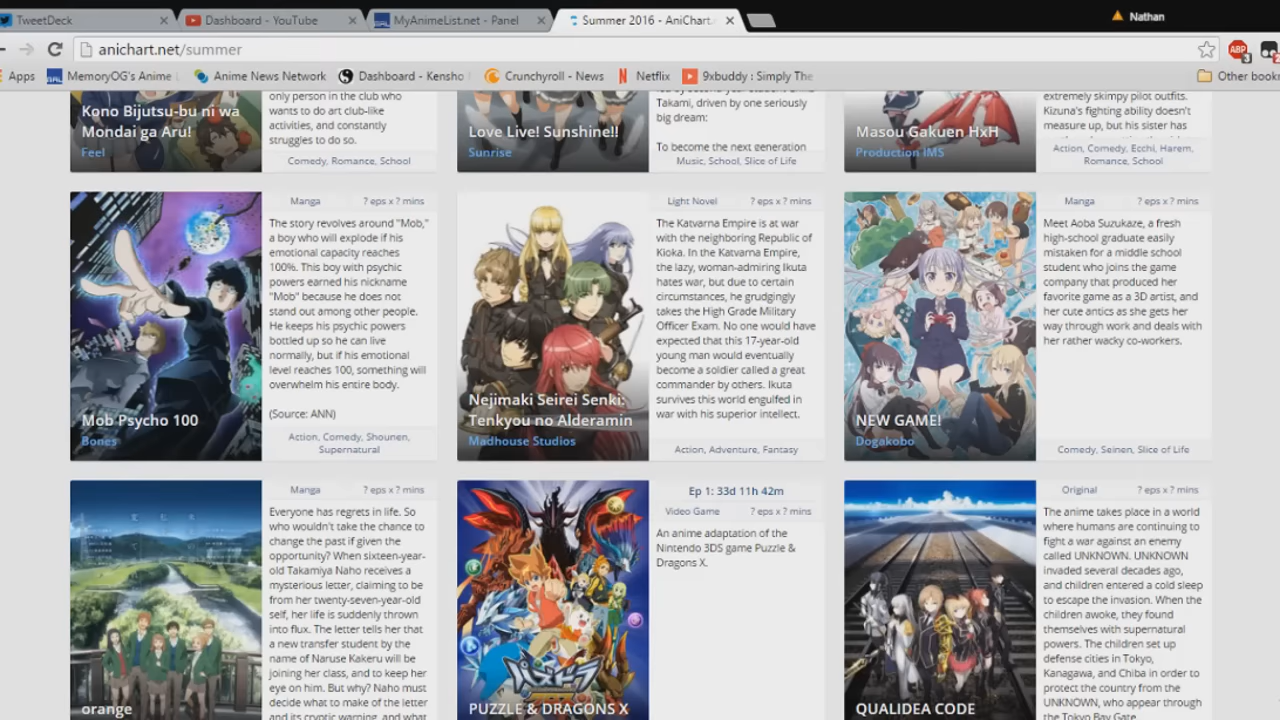 TweetDeck
Dashboard - YouTube
MyAnimeList.net - Panel
Summer 2016 - AniChart.
Nathan
anichart.net/summer
ABP
3
Apps
MemoryOG's Anime
Anime News Network
Dashboard - Kensho
Crunchyroll - News
Netflix
9xbuddy : Simply The
Other book
Kono Bijutsu-bu ni wa
Mondai ga Aru!
Feel
only person in the club who
wants to do art club-like
activities, and constantly
struggles to do so.
Comedy, Romance, School
Love Live! Sunshine!!
Sunrise
Takami, driven by one seriously
big dream:
To become the next generation
Music, School, Slice of Life
Masou Gakuen HxH
Production IMS
extremely skimpy pilot outfits.
Kizuna's fighting ability doesn't
measure up, but his sister has
Action, Comedy, Ecchi, Harem,
Romance, School
Mob Psycho 100
Bones
Manga ? eps x ? mins
The story revolves around "Mob,"
a boy who will explode if his
emotional capacity reaches
100%. This boy with psychic
powers earned his nickname
"Mob" because he does not
stand out among other people.
He keeps his psychic powers
bottled up so he can live
normally, but if his emotional
level reaches 100, something will
overwhelm his entire body.
(Source: ANN)
Action, Comedy, Shounen,
Supernatural
Nejimaki Seirei Senki:
Tenkyou no Alderamin
Madhouse Studios
Light Novel ? eps x ? mins
The Katvarna Empire is at war
with the neighboring Republic of
Kioka. In the Katvarna Empire,
the lazy, woman-admiring Ikuta
hates war, but due to certain
circumstances, he grudgingly
takes the High Grade Military
Officer Exam. No one would have
expected that this 17-year-old
young man would eventually
become a soldier called a great
commander by others. Ikuta
survives this world engulfed in
war with his superior intellect.
Action, Adventure, Fantasy
NEW GAME!
Dogakobo
Manga ? eps x ? mins
Meet Aoba Suzukaze, a fresh
high-school graduate easily
mistaken for a middle school
student who joins the game
company that produced her
favorite game as a 3D artist, and
her cute antics as she gets her
way through work and deals with
her rather wacky co-workers.
Comedy, Seinen, Slice of Life
orange
Manga ? eps x ? mins
Everyone has regrets in life. So
who wouldn't take the chance to
change the past if given the
opportunity? When sixteen-year-
old Takamiya Naho receives a
mysterious letter, claiming to be
from her twenty-seven-year-old
self, her life is suddenly thrown
into flux. The letter tells her that
a new transfer student by the
name of Naruse Kakeru will be
joining her class, and to keep her
eye on him. But why? Naho must
decide what to make of the letter
and its cryptic warning, and what
パズドラ
PUZZLE & DRAGONS X
Ep 1: 33d 11h 42m
Video Game ? eps x ? mins
An anime adaptation of the
Nintendo 3DS game Puzzle &
Dragons X.
QUALIDEA CODE
Original ? eps x ? mins
The anime takes place in a world
where humans are continuing to
fight a war against an enemy
called UNKNOWN. UNKNOWN
invaded several decades ago,
and children entered a cold sleep
to escape the invasion. When the
children awoke, they found
themselves with supernatural
powers. The children set up
defense cities in Tokyo,
Kanagawa, and Chiba in order to
protect the country from the
UNKNOWN, who appear through
the Tokyo Bay Gate.